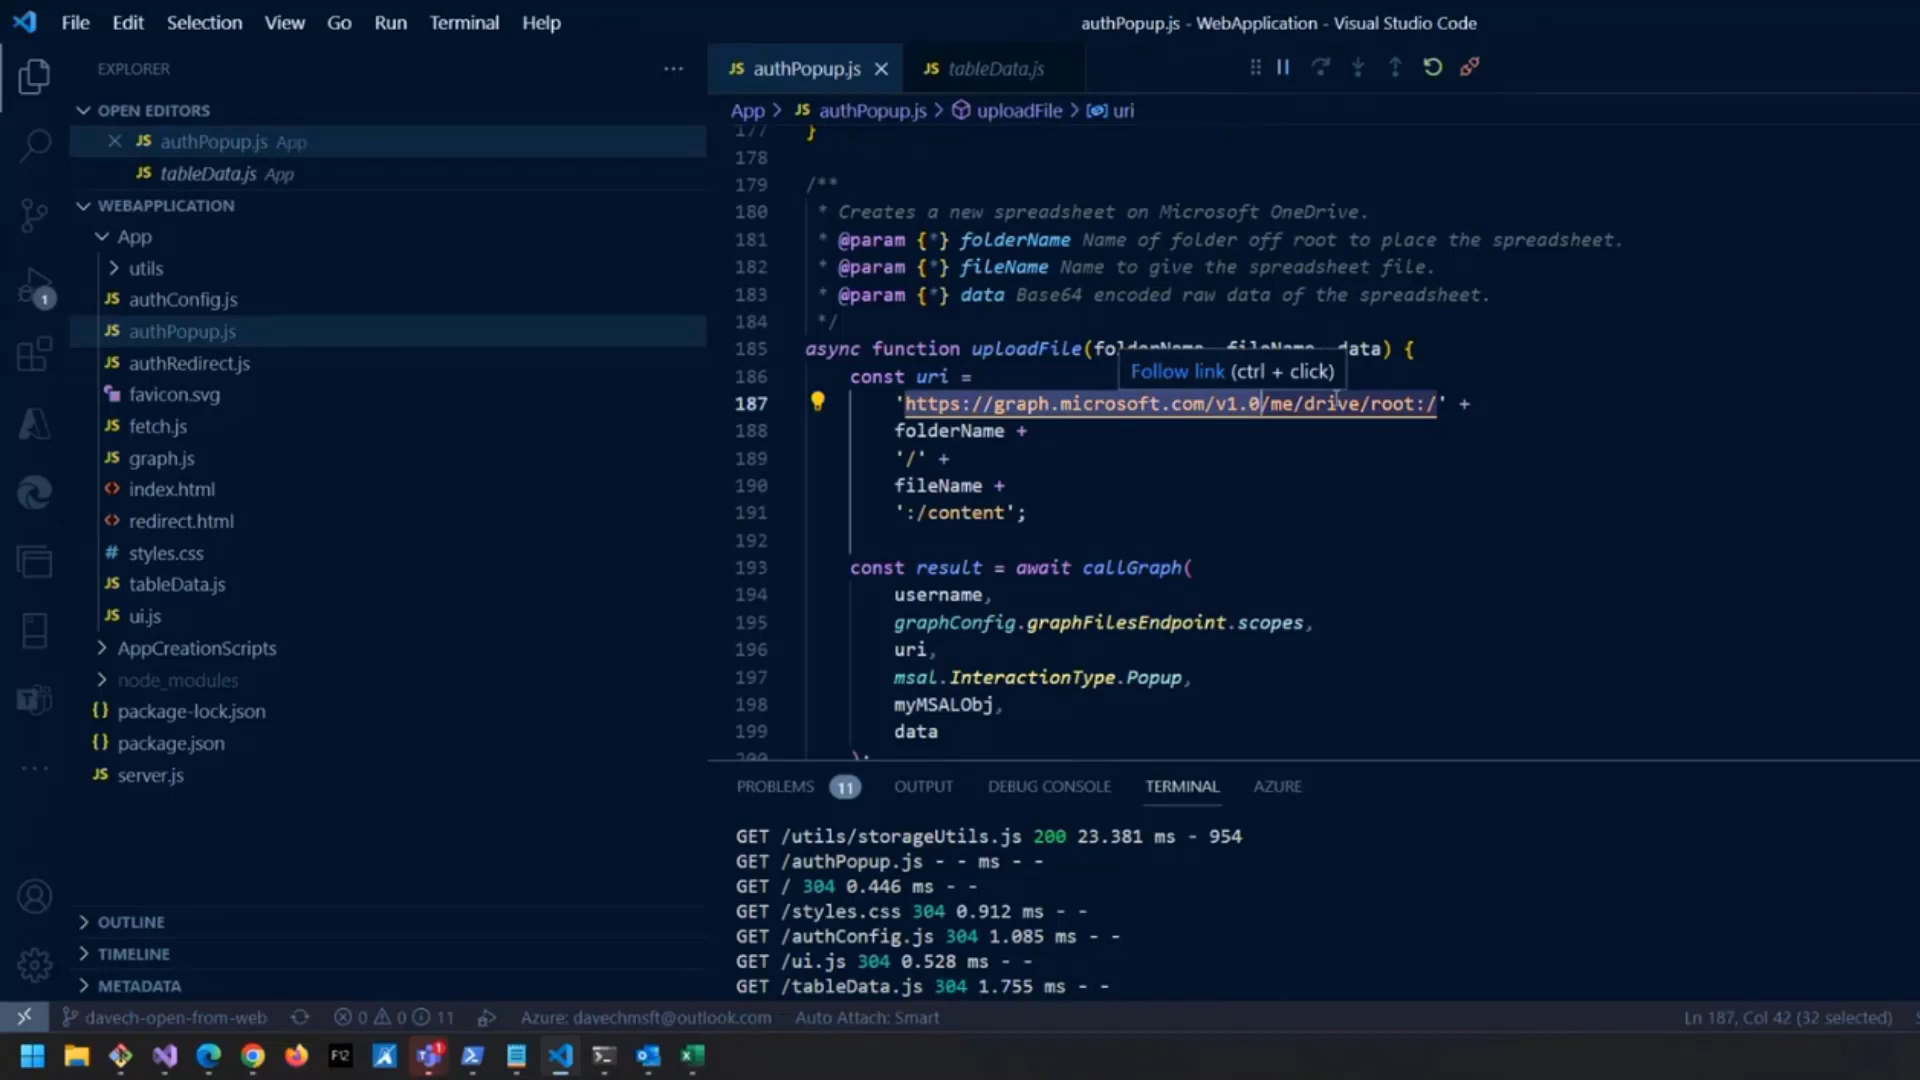 File Edit Selection View Go Run Terminal Help
authPopup.js - WebApplication - Visual Studio Code
EXPLORER
OPEN EDITORS
JS authPopup.js App
JS tableData.js App
WEBAPPLICATION
App
utils
JS authConfig.js
JS authPopup.js
JS authRedirect.js
favicon.svg
JS fetch.js
JS graph.js
<> index.html
<> redirect.html
# styles.css
JS tableData.js
JS ui.js
AppCreationScripts
node_modules
{} package-lock.json
{} package.json
JS server.js
OUTLINE
TIMELINE
METADATA
1
JS authPopup.js
JS tableData.js
App > JS authPopup.js > uploadFile > uri
177 }
178
179 /**
180 * Creates a new spreadsheet on Microsoft OneDrive.
181 * @param {*} folderName Name of folder off root to place the spreadsheet.
182 * @param {*} fileName Name to give the spreadsheet file.
183 * @param {*} data Base64 encoded raw data of the spreadsheet.
184 */
185 async function uploadFile(folderName, fileName, data) {
Follow link (ctrl + click)
186 const uri =
187 'https://graph.microsoft.com/v1.0/me/drive/root:/' +
188 folderName +
189 '/' +
190 fileName +
191 ':/content';
192
193 const result = await callGraph(
194 username,
195 graphConfig.graphFilesEndpoint.scopes,
196 uri,
197 msal.InteractionType.Popup,
198 myMSALObj,
199 data
200 );
PROBLEMS 11 OUTPUT DEBUG CONSOLE TERMINAL AZURE
GET /utils/storageUtils.js 200 23.381 ms - 954
GET /authPopup.js - - ms - -
GET / 304 0.446 ms - -
GET /styles.css 304 0.912 ms - -
GET /authConfig.js 304 1.085 ms - -
GET /ui.js 304 0.528 ms - -
GET /tableData.js 304 1.755 ms - -
davech-open-from-web 0 0 11 Azure: davechmsft@outlook.com Auto Attach: Smart Ln 187, Col 42 (32 selected)
F12 1